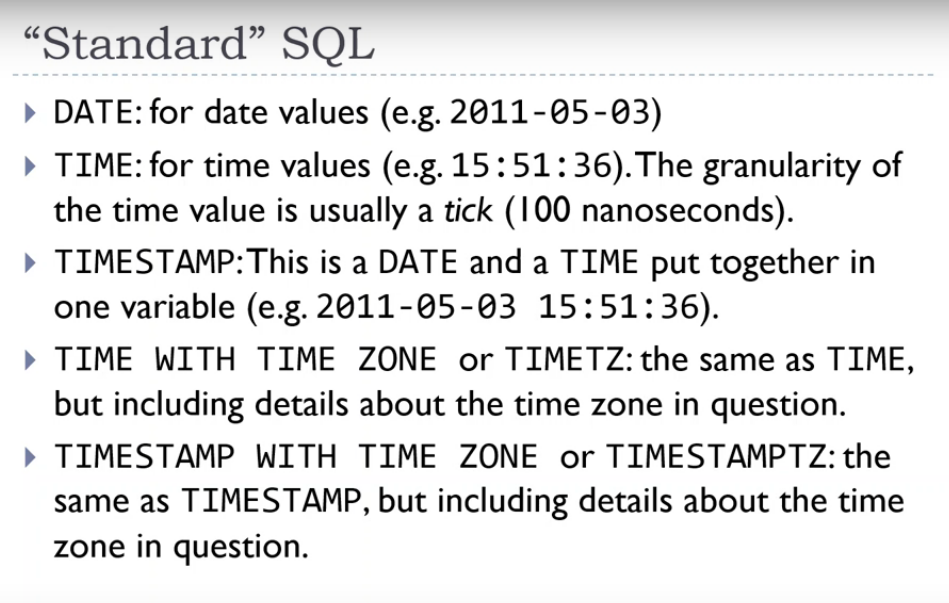 “Standard” SQL
DATE: for date values (e.g. 2011-05-03)
TIME: for time values (e.g. 15:51:36). The granularity of
the time value is usually a tick (100 nanoseconds).
TIMESTAMP: This is a DATE and a TIME put together in
one variable (e.g. 2011-05-03 15:51:36).
TIME WITH TIME ZONE or TIMETZ: the same as TIME,
but including details about the time zone in question.
TIMESTAMP WITH TIME ZONE or TIMESTAMPTZ: the
same as TIMESTAMP, but including details about the time
zone in question.